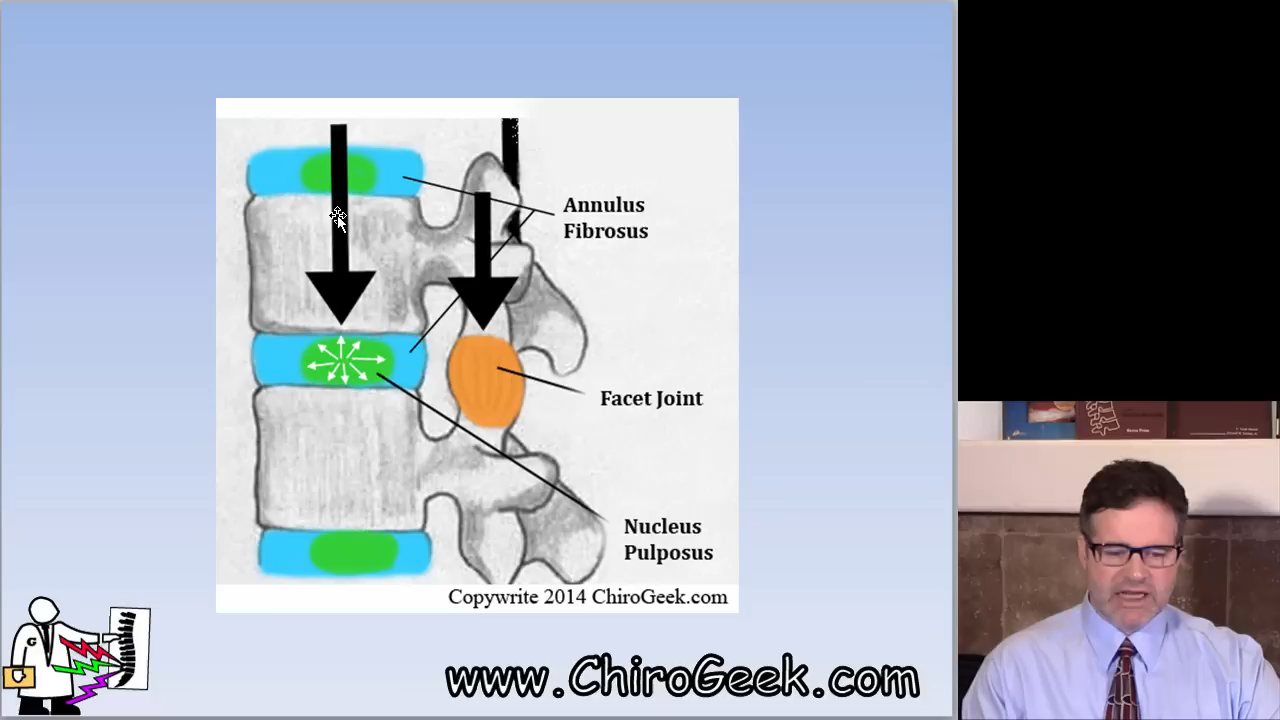 Annulus
Fibrosus
Facet Joint
Nucleus
Pulposus
Copywrite 2014 ChiroGeek.com
www.ChiroGeek.com
G